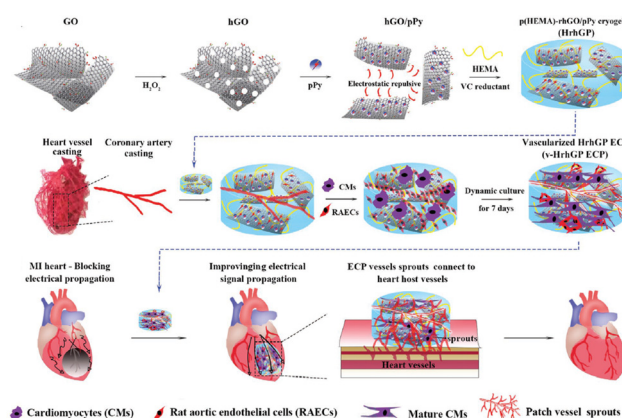 GO
hGO
hGO/pPy
p(HEMA)-rhGO/pPy cryoge
(HrhGP)
H2O2
pPy
Electrostatic repulsive
HEMA
VC reductant
Heart vessel
casting
Coronary artery
casting
CMs
RAECs
Dynamic culture
for 7 days
Vascularized HrhGP EC
(v-HrhGP ECP)
MI heart - Blocking
electrical propagation
Improvinging electrical
signal propagation
ECP vessels sprouts connect to
heart host vessels
sprouts
Heart vessels
Cardiomyocytes (CMs)
Rat aortic endothelial cells (RAECs)
Mature CMs
Patch vessel sprouts